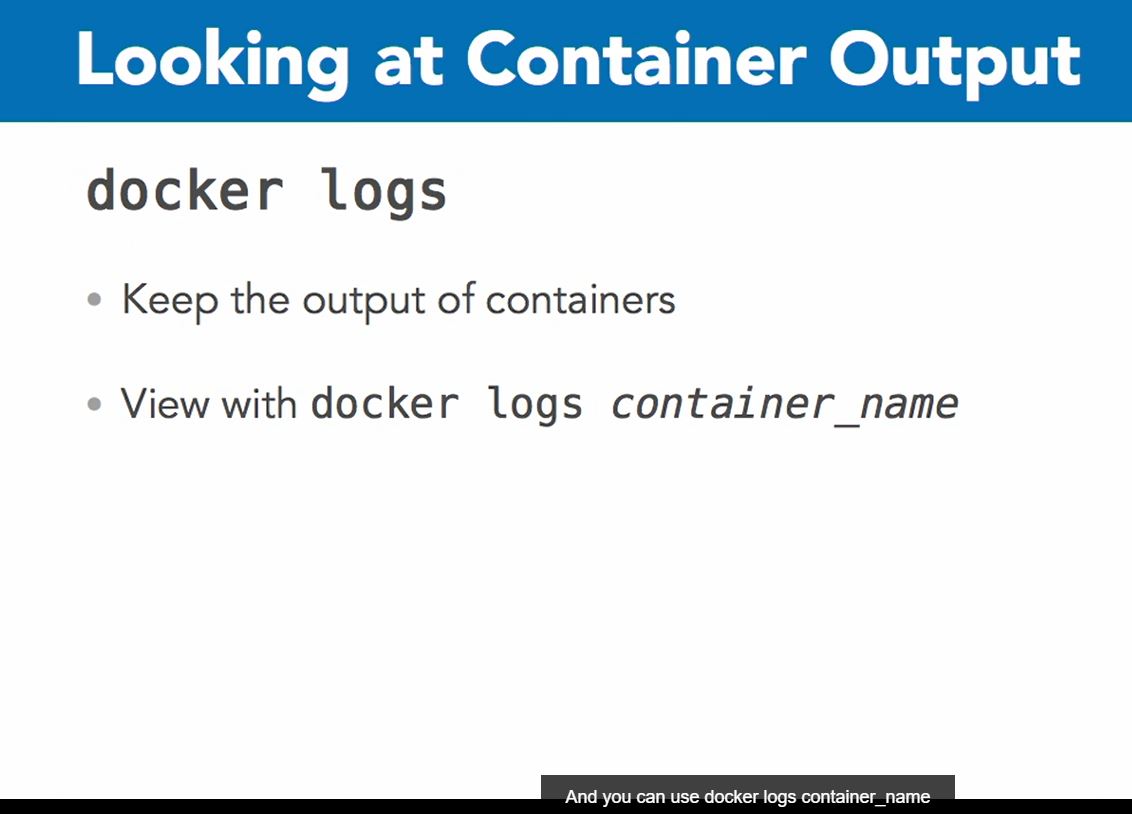 Looking at Container Output
docker logs
• Keep the output of containers
• View with docker logs container_name
And you can use docker logs container_name